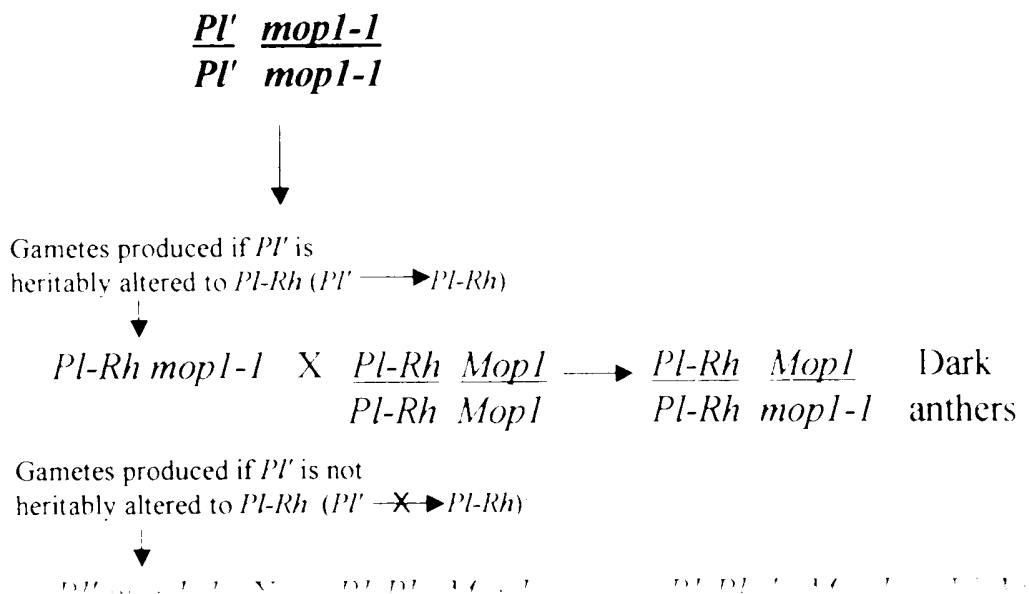 Pl' mop1-1
Pl' mop1-1
Gametes produced if Pl' is
heritably altered to Pl-Rh (Pl' → Pl-Rh)
Pl-Rh mop1-1 X Pl-Rh Mop1 → Pl-Rh Mop1 Dark
Pl-Rh Mop1 Pl-Rh mop1-1 anthers
Gametes produced if Pl' is not
heritably altered to Pl-Rh (Pl' X→ Pl-Rh)